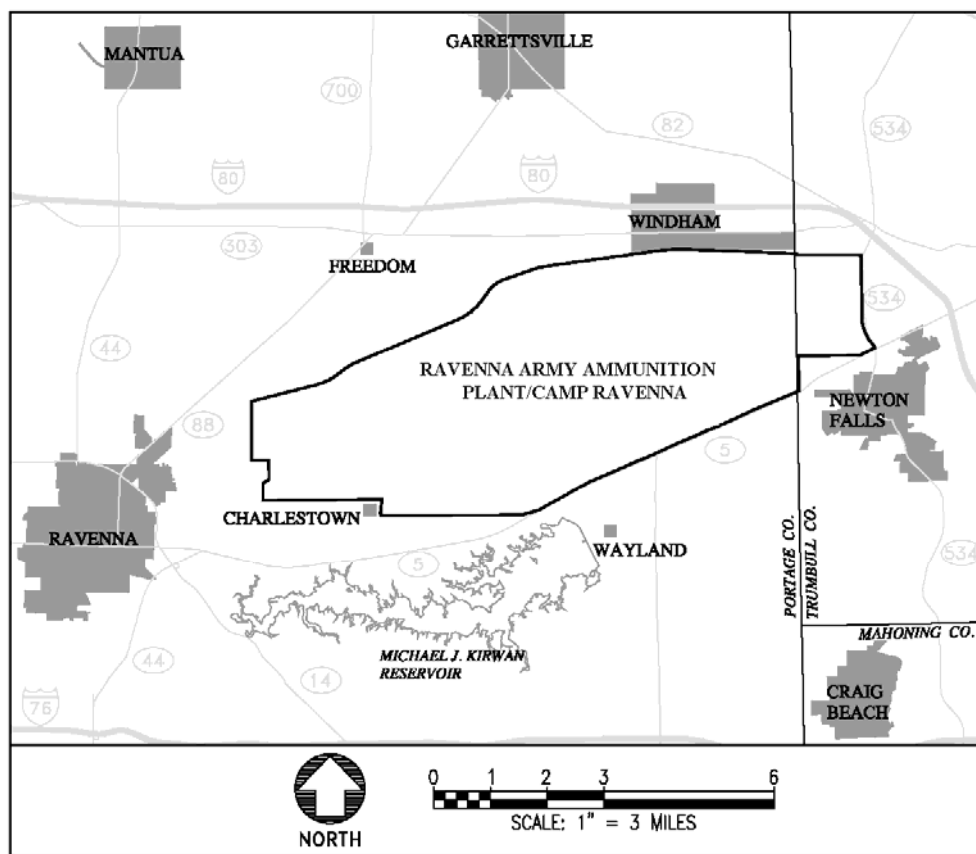 MANTUA
GARRETTSVILLE
700
82
534
80
80
WINDHAM
303
FREEDOM
534
44
RAVENNA ARMY AMMUNITION
PLANT/CAMP RAVENNA
NEWTON
FALLS
88
5
CHARLESTOWN
RAVENNA
WAYLAND
5
534
PORTAGE CO.
TRUMBULL CO.
MAHONING CO.
MICHAEL J. KIRWAN
RESERVOIR
44
14
76
CRAIG
BEACH
NORTH
0 1 2 3 6
SCALE: 1" = 3 MILES